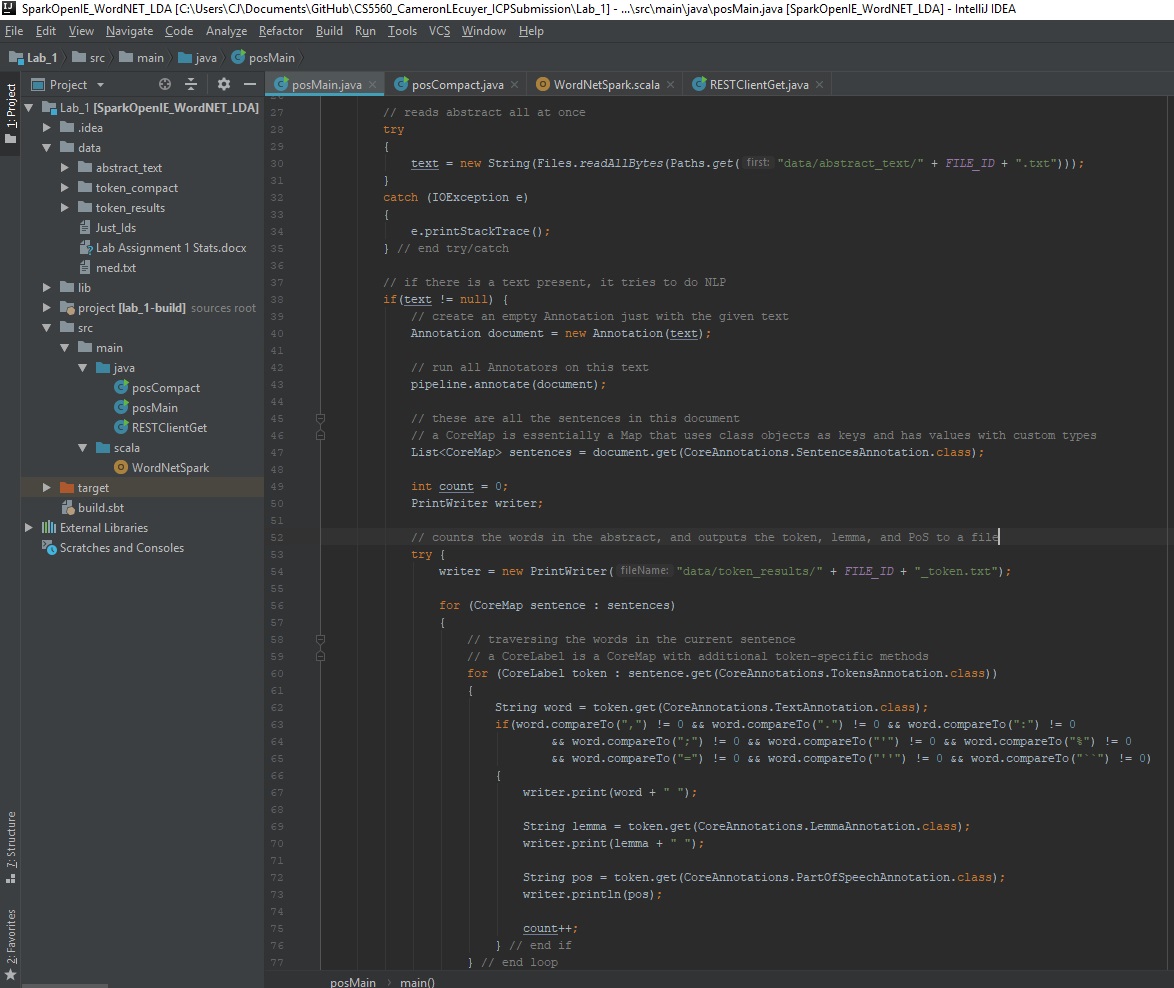 SparkOpenIE_WordNET_LDA [C:\Users\CJ\Documents\GitHub\CS5560_CameronLEcuyer_ICPSubmission\Lab_1] - ...\src\main\java\posMain.java [SparkOpenIE_WordNET_LDA] - IntelliJ IDEA
File Edit View Navigate Code Analyze Refactor Build Run Tools VCS Window Help
Lab_1 src main java posMain
Project
posMain.java posCompact.java WordNetSpark.scala RESTClientGet.java
1: Project
Lab_1 [SparkOpenIE_WordNET_LDA]
.idea
data
abstract_text
token_compact
token_results
Just_Ids
Lab Assignment 1 Stats.docx
med.txt
lib
project [lab_1-build] sources root
src
main
java
posCompact
posMain
RESTClientGet
scala
WordNetSpark
target
build.sbt
External Libraries
Scratches and Consoles
7: Structure
2: Favorites
27 // reads abstract all at once
28 try
29 {
30 text = new String(Files.readAllBytes(Paths.get( first: "data/abstract_text/" + FILE_ID + ".txt")));
31 }
32 catch (IOException e)
33 {
34 e.printStackTrace();
35 } // end try/catch
36
37 // if there is a text present, it tries to do NLP
38 if(text != null) {
39 // create an empty Annotation just with the given text
40 Annotation document = new Annotation(text);
41
42 // run all Annotators on this text
43 pipeline.annotate(document);
44
45 // these are all the sentences in this document
46 // a CoreMap is essentially a Map that uses class objects as keys and has values with custom types
47 List<CoreMap> sentences = document.get(CoreAnnotations.SentencesAnnotation.class);
48
49 int count = 0;
50 PrintWriter writer;
51
52 // counts the words in the abstract, and outputs the token, lemma, and PoS to a file
53 try {
54 writer = new PrintWriter( fileName: "data/token_results/" + FILE_ID + "_token.txt");
55
56 for (CoreMap sentence : sentences)
57 {
58 // traversing the words in the current sentence
59 // a CoreLabel is a CoreMap with additional token-specific methods
60 for (CoreLabel token : sentence.get(CoreAnnotations.TokensAnnotation.class))
61 {
62 String word = token.get(CoreAnnotations.TextAnnotation.class);
63 if(word.compareTo(",") != 0 && word.compareTo(".") != 0 && word.compareTo(":") != 0
64 && word.compareTo(";") != 0 && word.compareTo("'") != 0 && word.compareTo("%") != 0
65 && word.compareTo("=") != 0 && word.compareTo("''") != 0 && word.compareTo("``") != 0)
66 {
67 writer.print(word + " ");
68
69 String lemma = token.get(CoreAnnotations.LemmaAnnotation.class);
70 writer.print(lemma + " ");
71
72 String pos = token.get(CoreAnnotations.PartOfSpeechAnnotation.class);
73 writer.println(pos);
74
75 count++;
76 } // end if
77 } // end loop
posMain main()